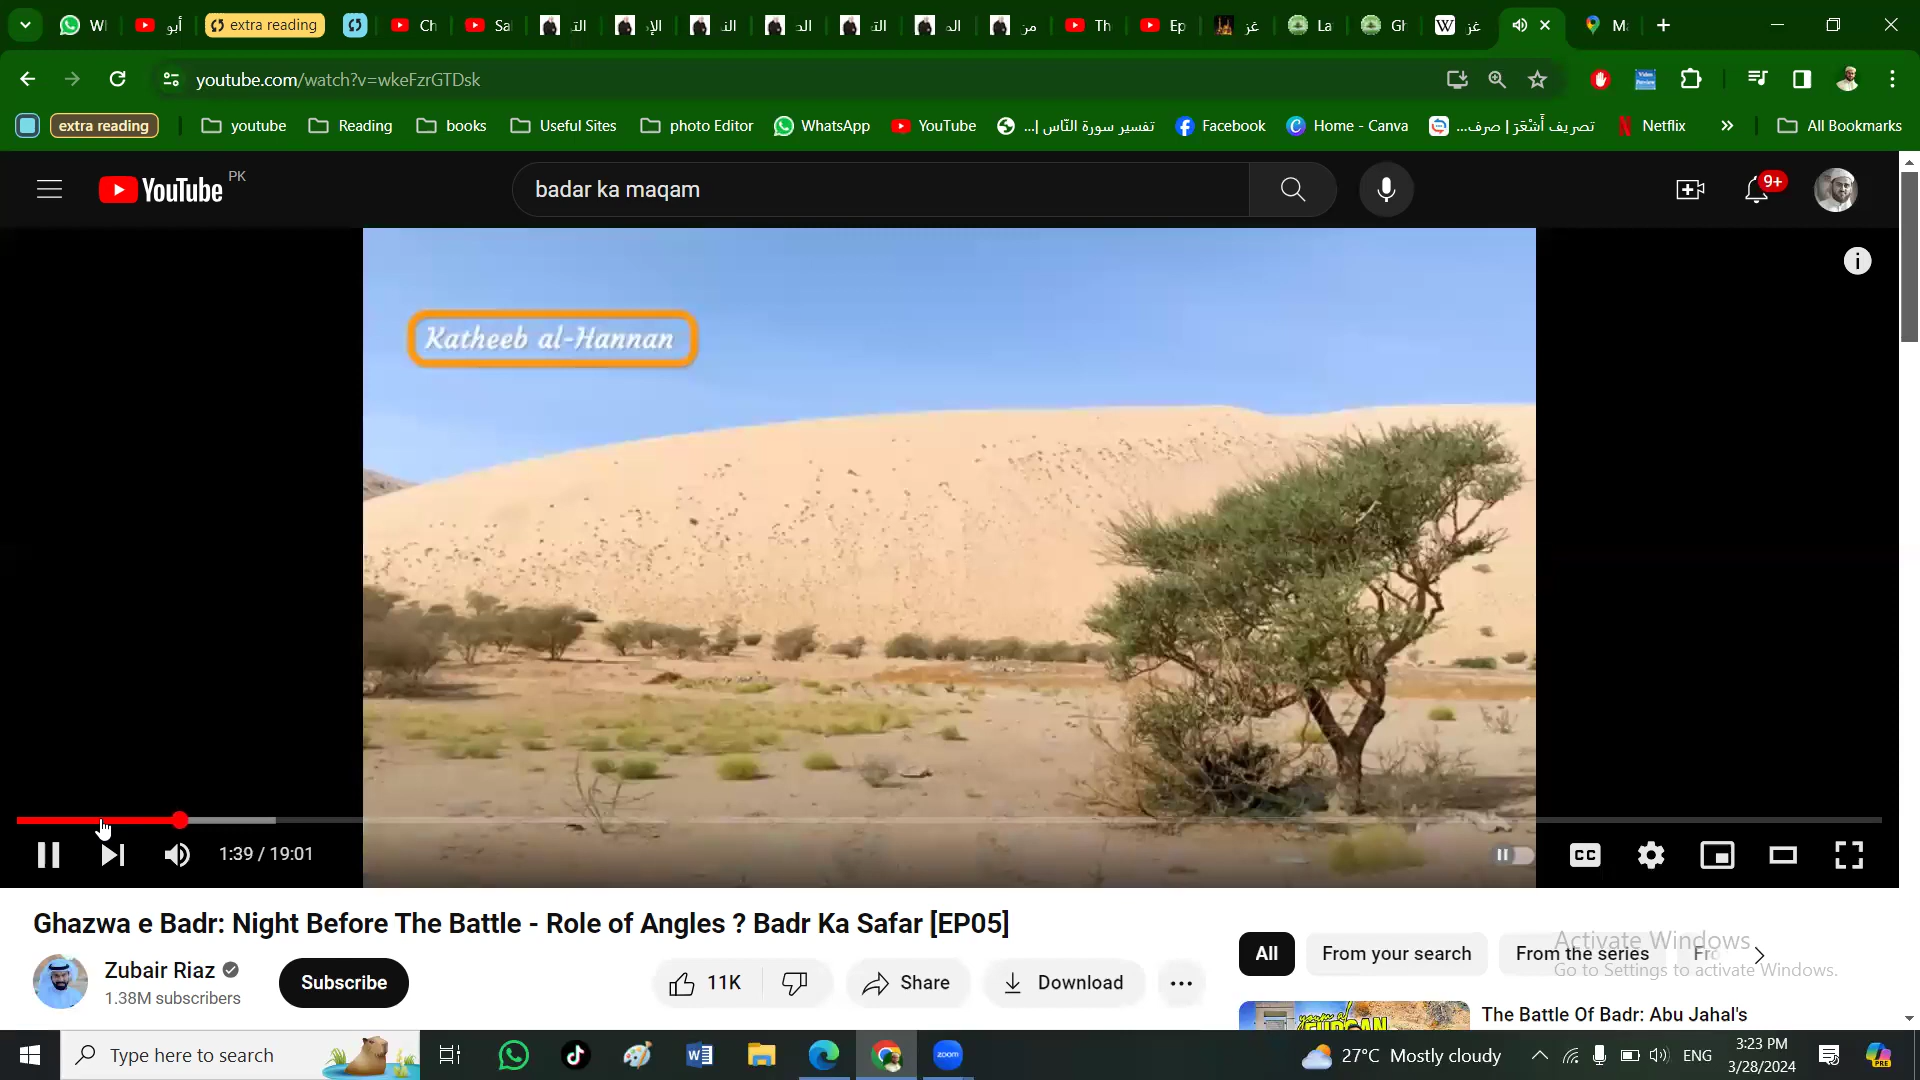 extra reading
youtube.com/watch?v=wkeFzrGTDsk
extra reading
youtube
Reading
books
Useful Sites
photo Editor
WhatsApp
YouTube
تفسير سورة النّاس |...
Facebook
Home - Canva
تصريف أَشْعَرَ | صرف...
Netflix
All Bookmarks
YouTube PK
badar ka maqam
9+
Katheeb al-Hannan
1:39 / 19:01
CC
Ghazwa e Badr: Night Before The Battle - Role of Angles ? Badr Ka Safar [EP05]
Zubair Riaz
1.38M subscribers
Subscribe
11K
Share
Download
All
From your search
From the series
Activate Windows
Go to Settings to activate Windows.
The Battle Of Badr: Abu Jahal's
Type here to search
zoom
27°C Mostly cloudy
ENG
3:23 PM
3/28/2024